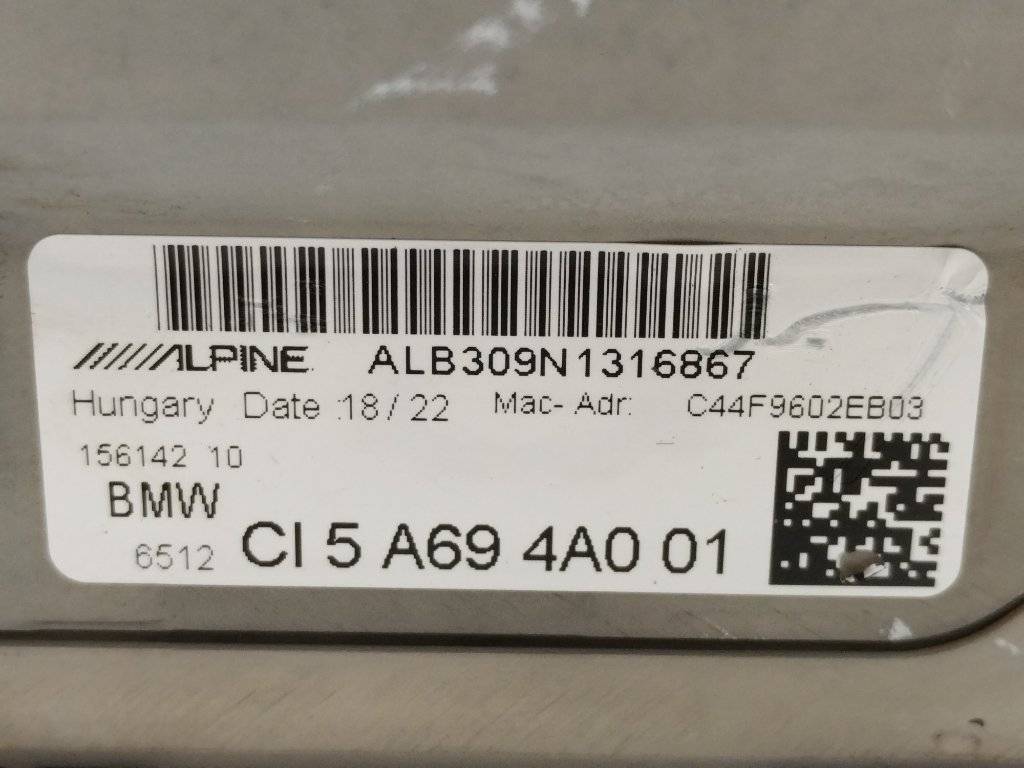 ALPINE ALB309N1316867
Hungary Date :18/22 Mac-Adr: C44F9602EB03
156142 10
BMW
6512 CI 5 A69 4A0 01